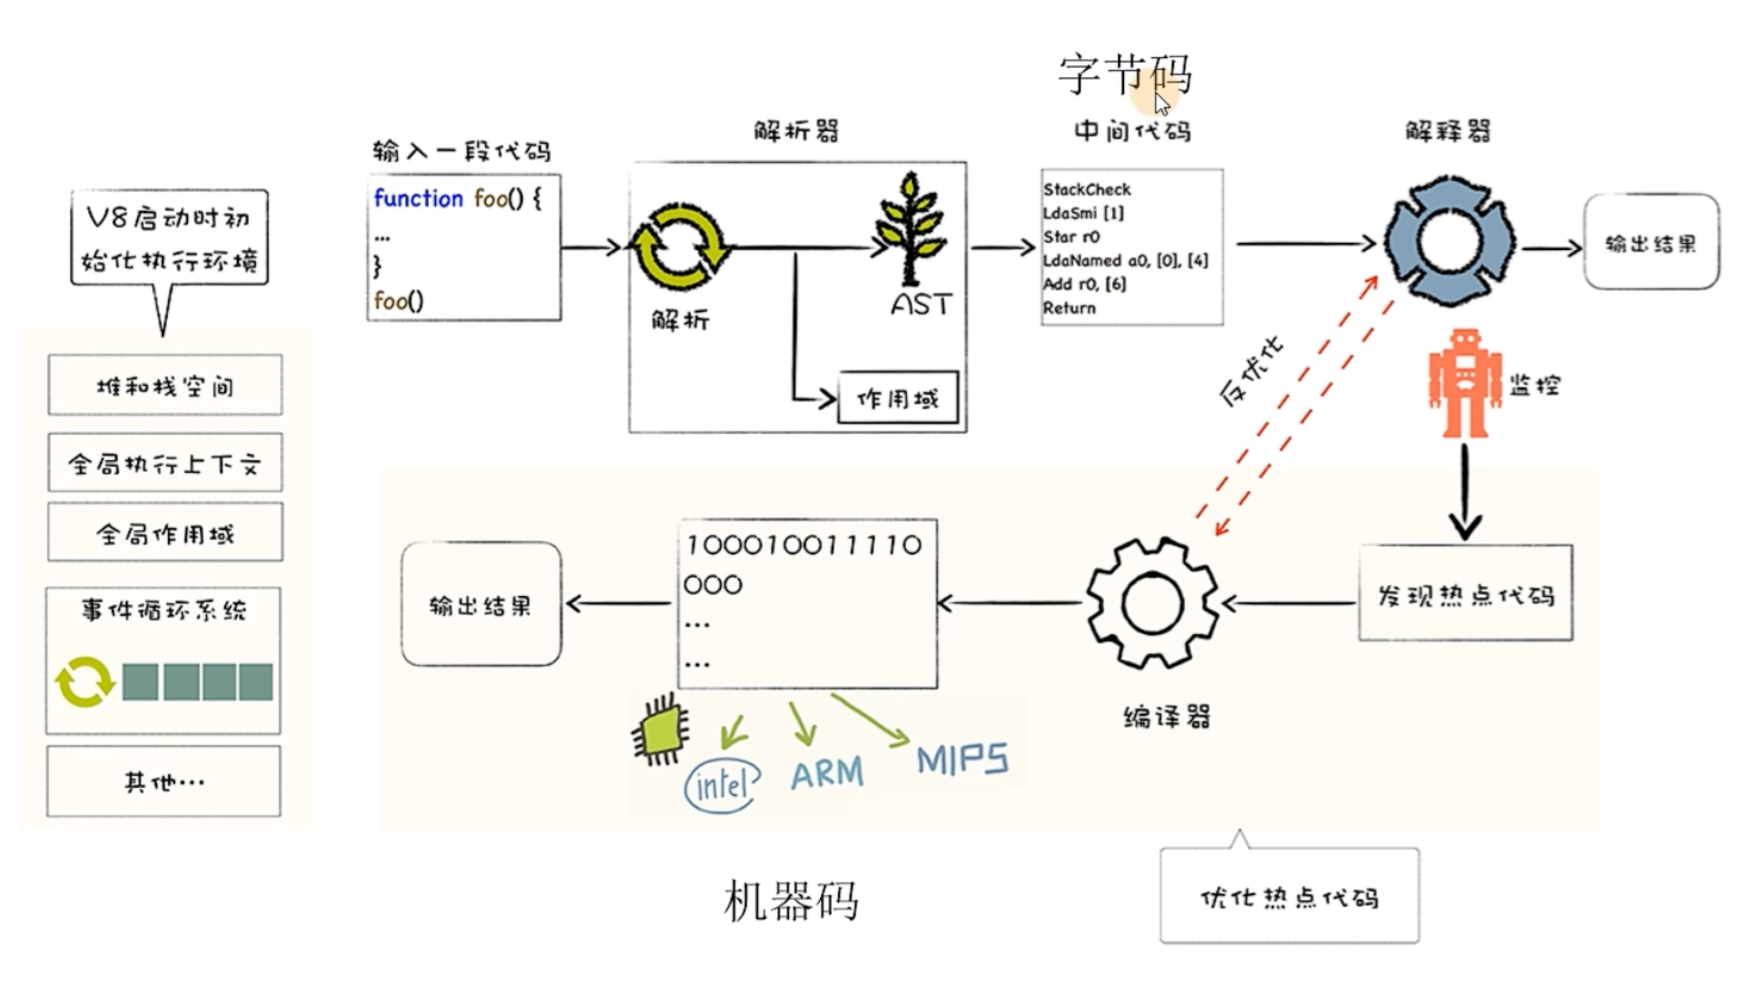 字节码
解析器
中间代码
解释器
输入一段代码
function foo() {
...
}
foo()
解析
AST
作用域
StackCheck
LdaSmi [1]
Star r0
LdaNamed a0, [0], [4]
Add r0, [6]
Return
输出结果
监控
反优化
V8启动时初
始化执行环境
堆和栈空间
全局执行上下文
全局作用域
事件循环系统
其他...
输出结果
100010011110
000
...
...
编译器
发现热点代码
intel
ARM
MIPS
机器码
优化热点代码